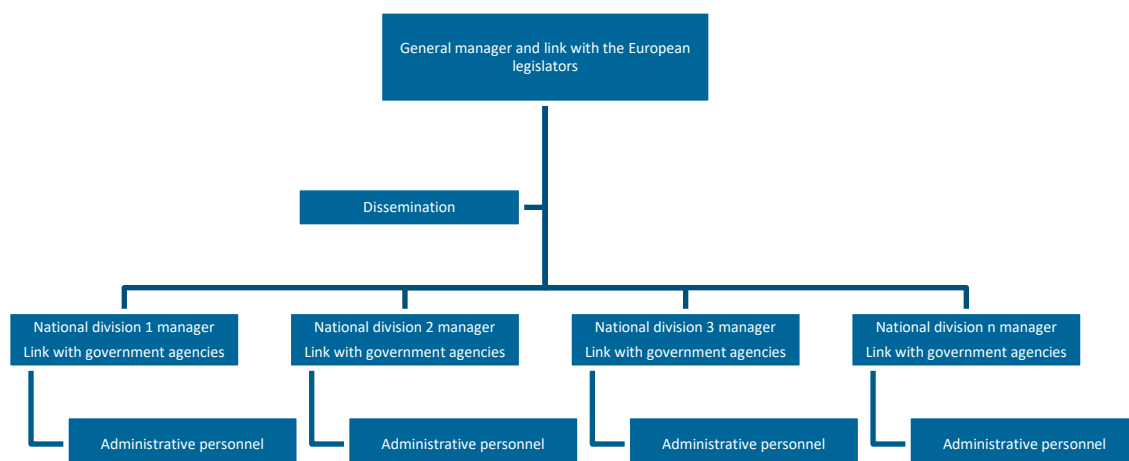 General manager and link with the European
legislators
Dissemination
National division 1 manager
Link with government agencies
National division 2 manager
Link with government agencies
National division 3 manager
Link with government agencies
National division n manager
Link with government agencies
Administrative personnel
Administrative personnel
Administrative personnel
Administrative personnel